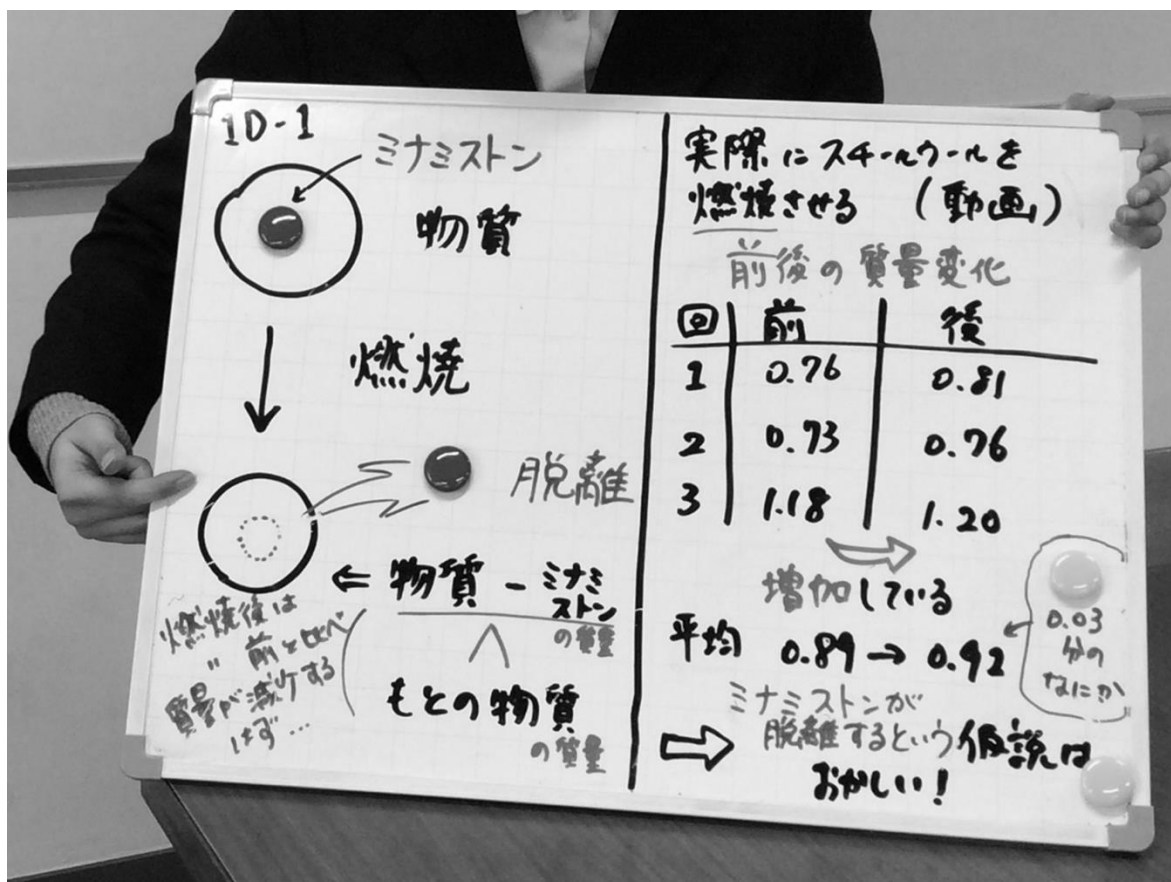 1D-1
ミナミストン
物質
燃焼
脱離
⇐ 物質 - ミナミ
ストン
の質量
∧
もとの物質
の質量
燃焼後は
〃 前と比べ
質量が減少する
はず…
実際にスチールウールを
燃焼させる (動画)
前後の質量変化
回 前 後
1 0.76 0.81
2 0.73 0.76
3 1.18 1.20
増加している
平均 0.89→0.92
0.03
分の
なにか
⇒ ミナミストンが
脱離するという仮説は
おかしい!